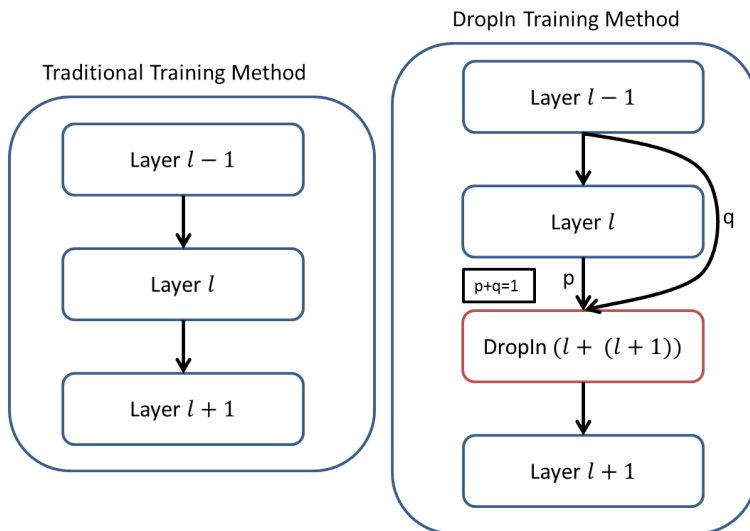 Traditional Training Method
Layer l − 1
Layer l
Layer l + 1
DropIn Training Method
Layer l − 1
Layer l
q
p
p+q=1
DropIn (l + (l + 1))
Layer l + 1